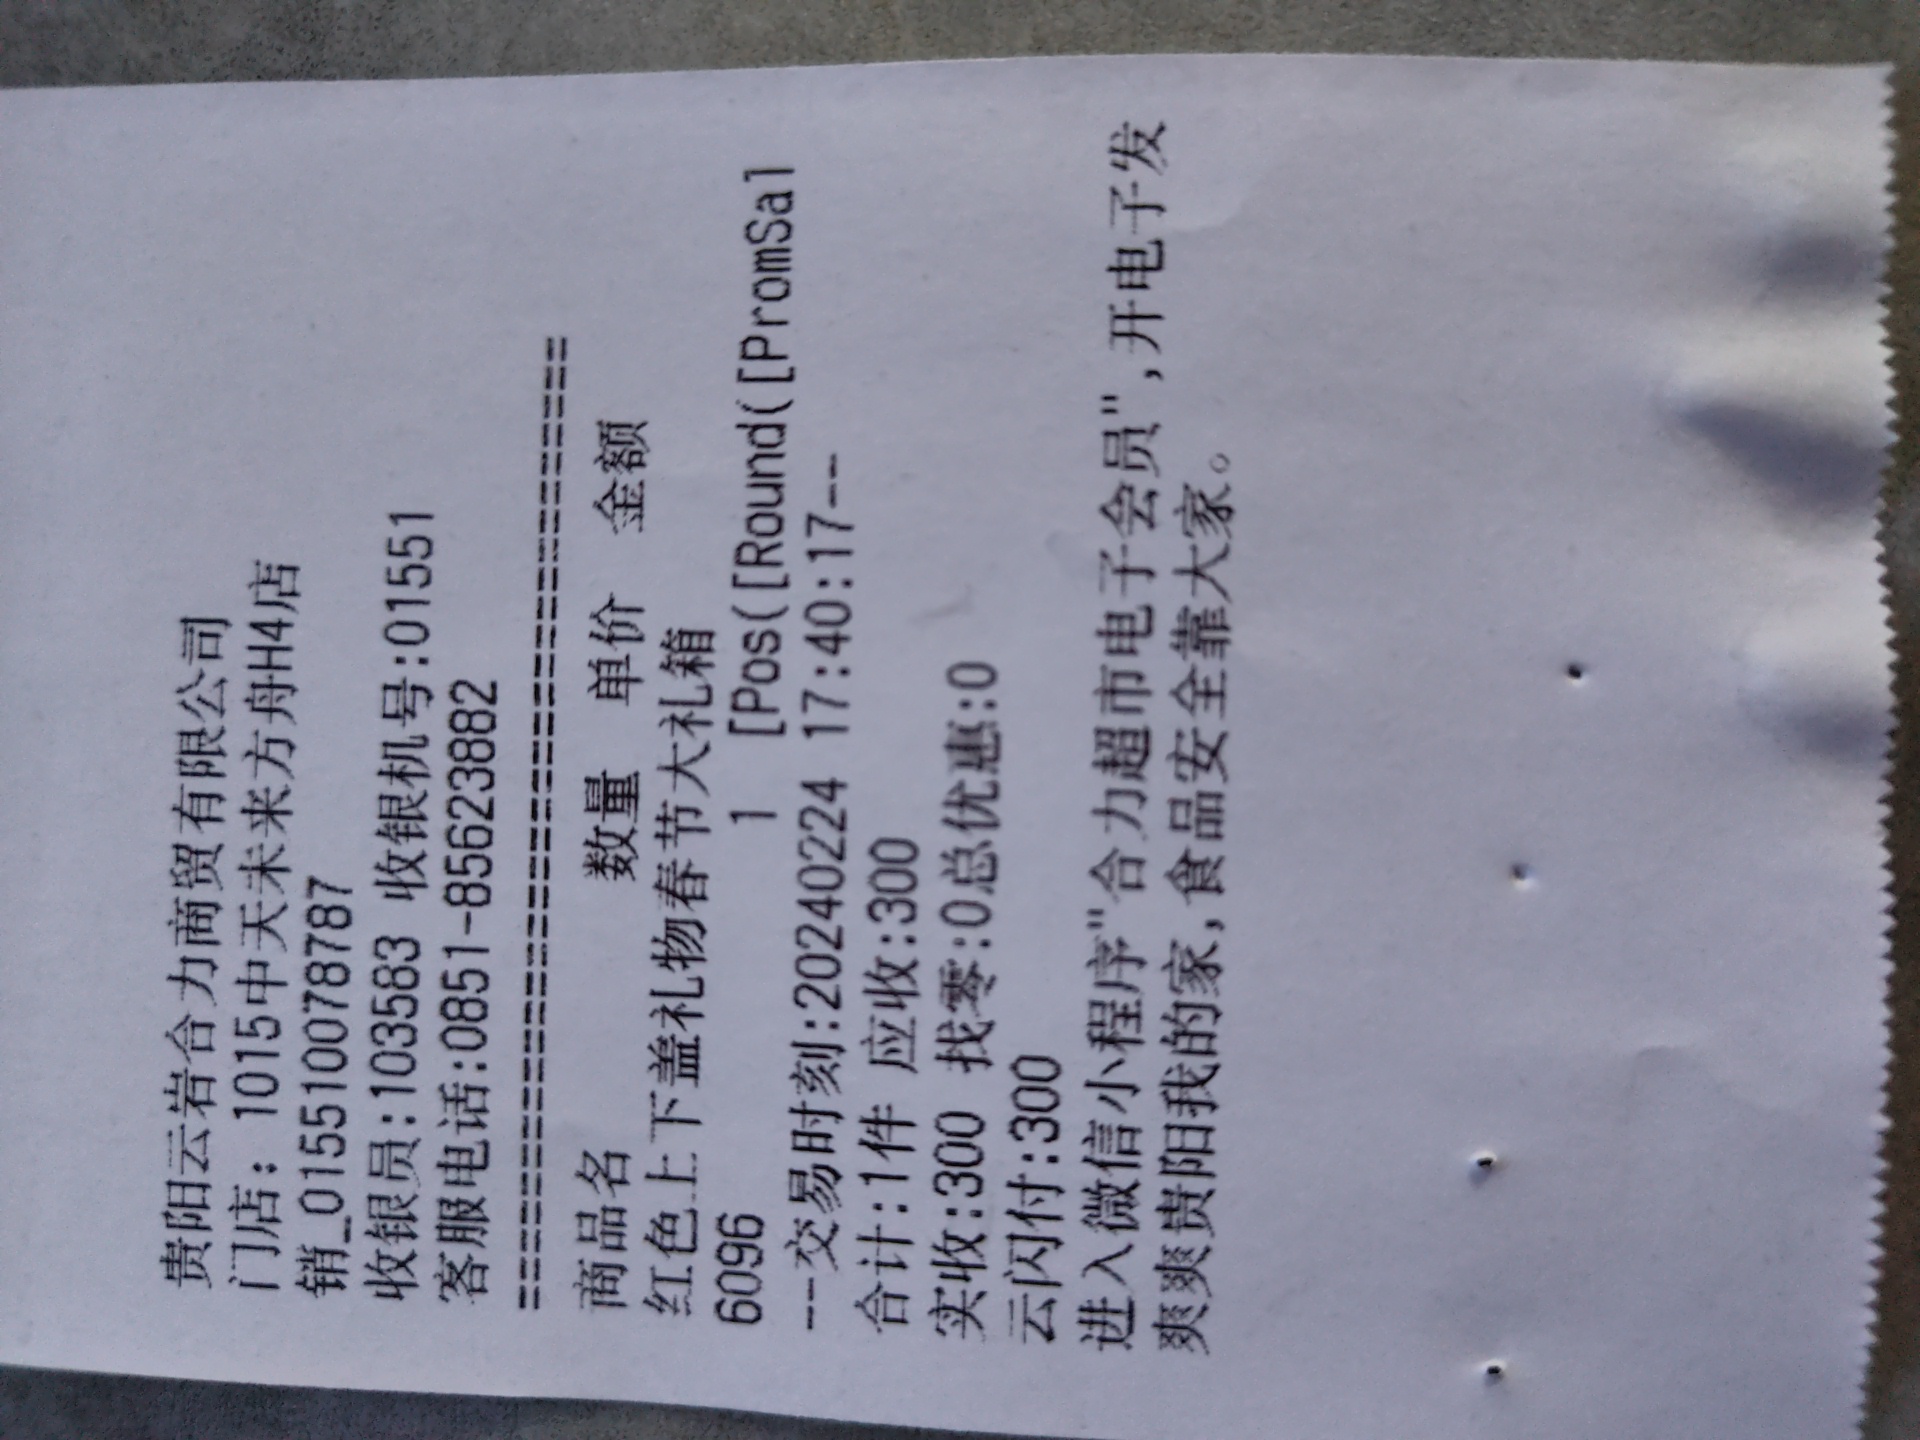 贵阳云岩合力商贸有限公司
门店: 1015中天未来方舟H4店
销_015510078787
收银员:103583 收银机号:01551
客服电话:0851-85623882
================================================
商品名 数量 单价 金额
红色上下盖礼物春节大礼箱
6096 1 [Pos([Round([PromSal
---交易时刻:20240224 17:40:17--
合计:1件 应收:300
实收:300 找零:0总优惠:0
云闪付:300
进入微信小程序"合力超市电子会员",开电子发
爽爽贵阳我的家,食品安全靠大家。